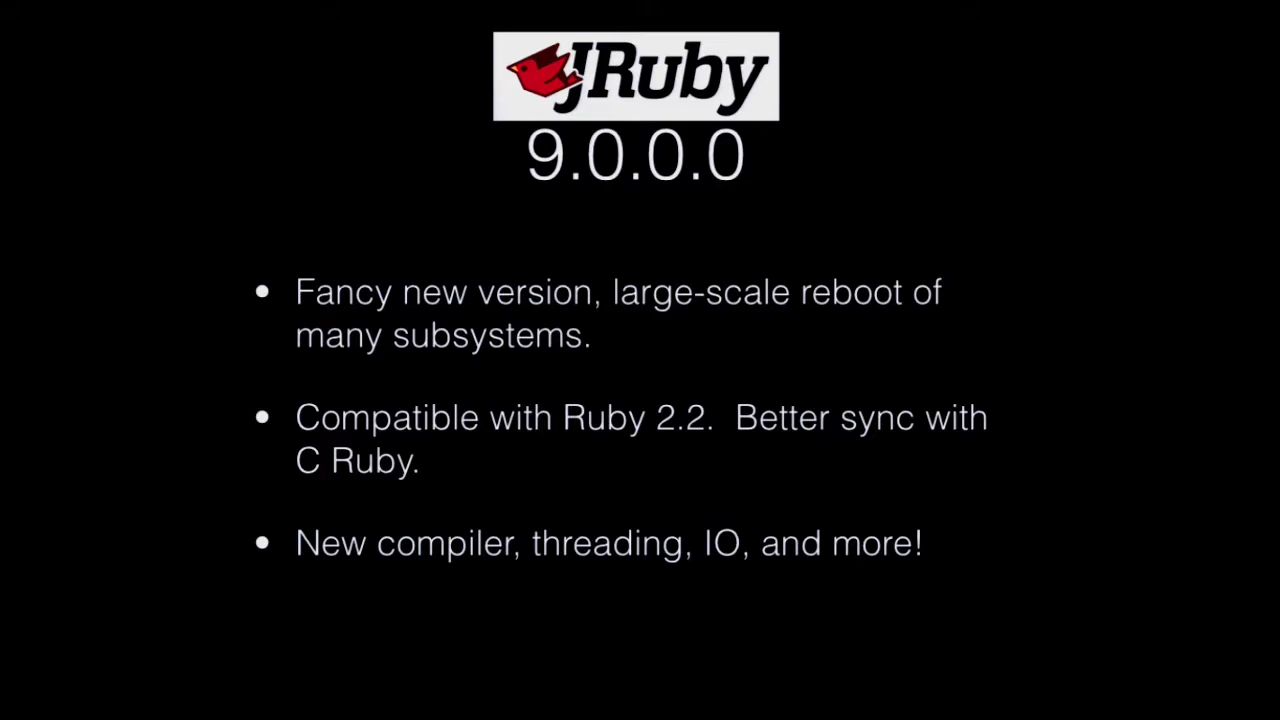 JRuby
9.0.0.0
• Fancy new version, large-scale reboot of
many subsystems.
• Compatible with Ruby 2.2.  Better sync with
C Ruby.
• New compiler, threading, IO, and more!